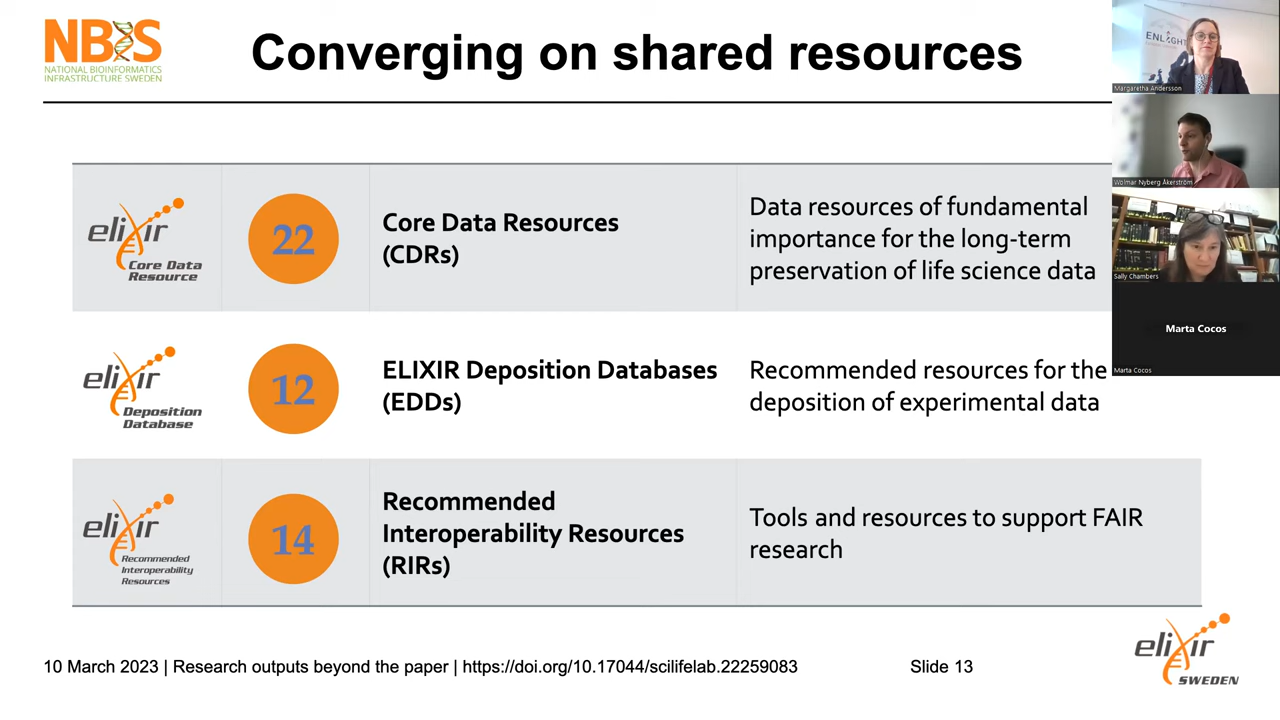 NBIS
NATIONAL BIOINFORMATICS
INFRASTRUCTURE SWEDEN
Converging on shared resources
ENLIGHT
Margaretha Andersson
Wolmar Nyberg Åkerström
Sally Chambers
Marta Cocos
Marta Cocos
elixir
Core Data
Resource
22
Core Data Resources
(CDRs)
Data resources of fundamental
importance for the long-term
preservation of life science data
elixir
Deposition
Database
12
ELIXIR Deposition Databases
(EDDs)
Recommended resources for the
deposition of experimental data
elixir
Recommended
Interoperability
Resources
14
Recommended
Interoperability Resources
(RIRs)
Tools and resources to support FAIR
research
10 March 2023 | Research outputs beyond the paper | https://doi.org/10.17044/scilifelab.22259083
Slide 13
elixir
SWEDEN